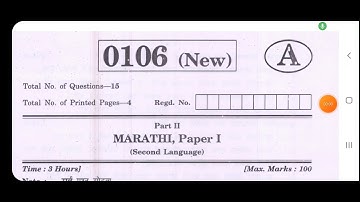 0106 (New)
A
Total No. of Questions—15
Total No. of Printed Pages—4
Regd. No.
Part II
MARATHI, Paper I
(Second Language)
Time : 3 Hours]
[Max. Marks : 100